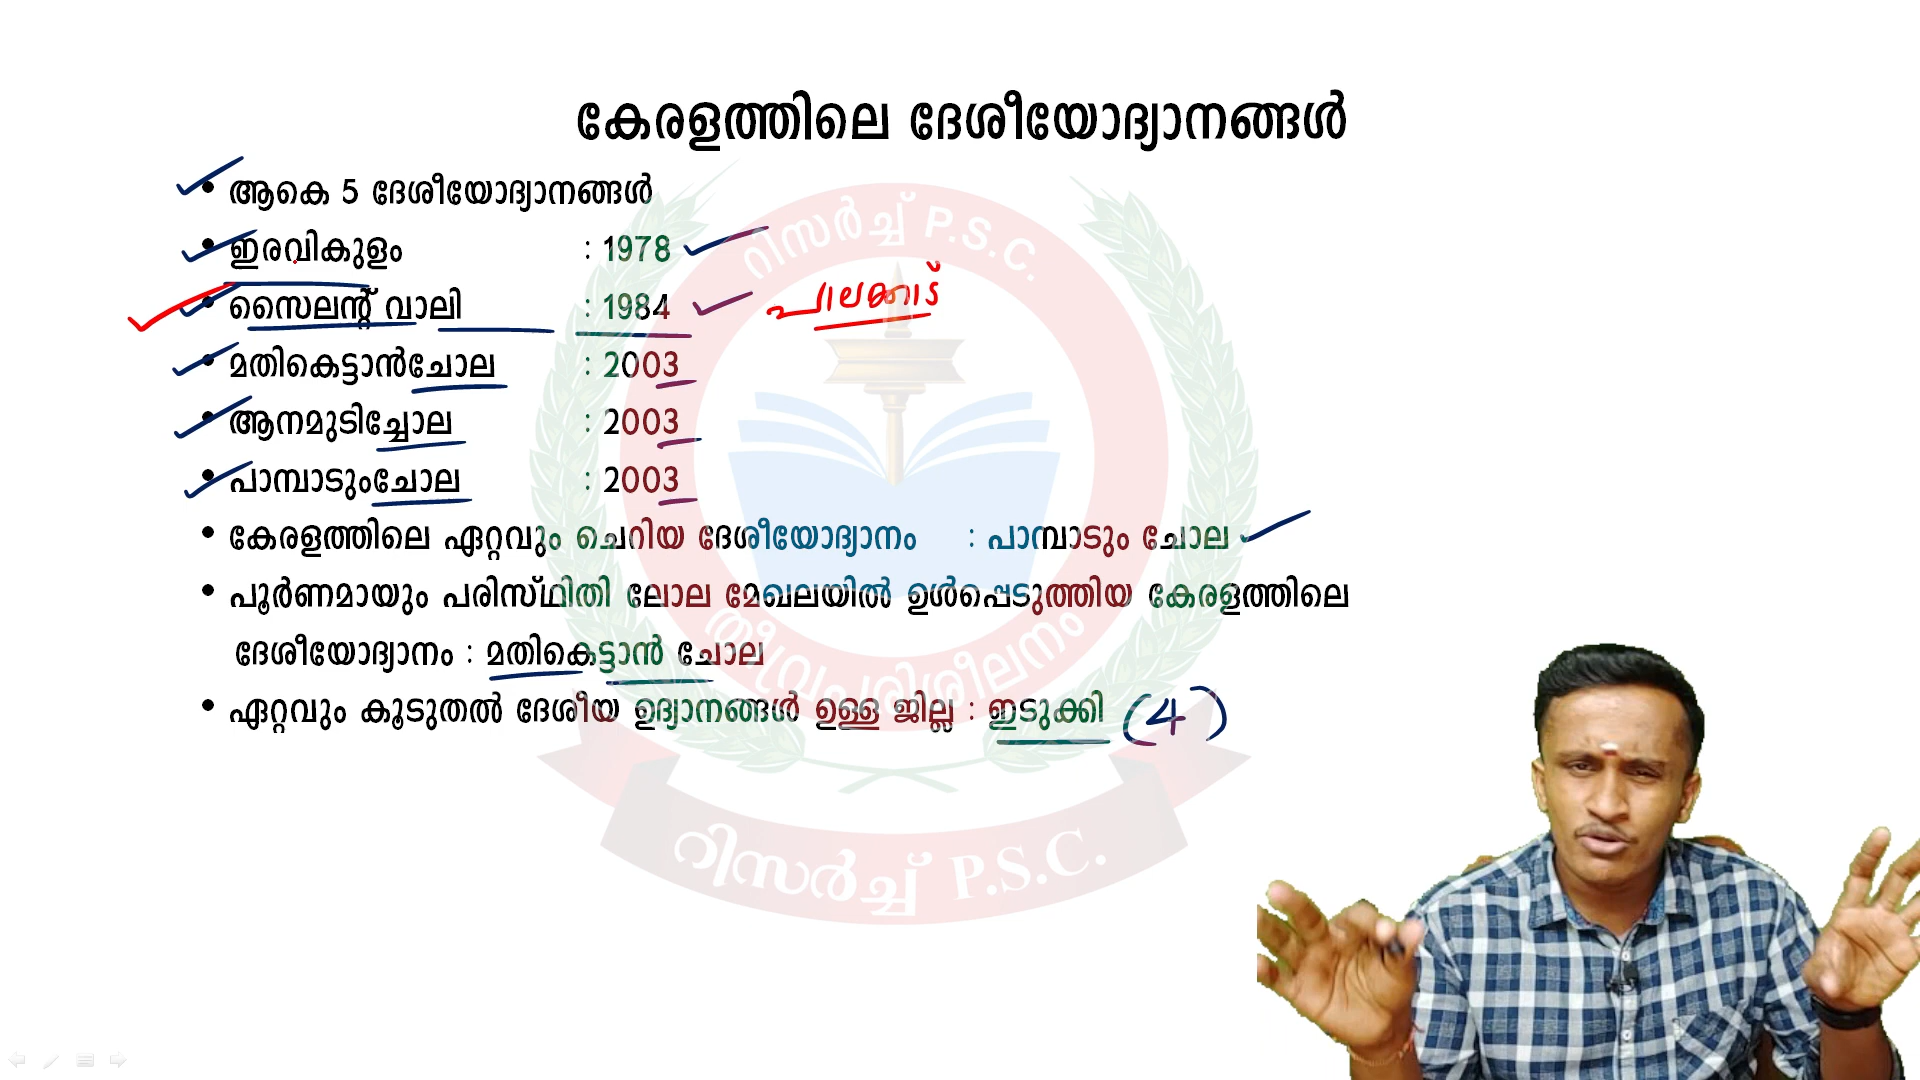 കേരളത്തിലെ ദേശീയോദ്യാനങ്ങൾ
• ആകെ 5 ദേശീയോദ്യാനങ്ങൾ
• ഇരവികുളം : 1978
• സൈലന്റ് വാലി : 1984 പാലക്കാട്
• മതികെട്ടാൻചോല : 2003
• ആനമുടിച്ചോല : 2003
• പാമ്പാടുംചോല : 2003
• കേരളത്തിലെ ഏറ്റവും ചെറിയ ദേശീയോദ്യാനം : പാമ്പാടും ചോല
• പൂർണമായും പരിസ്ഥിതി ലോല മേഖലയിൽ ഉൾപ്പെടുത്തിയ കേരളത്തിലെ
ദേശീയോദ്യാനം : മതികെട്ടാൻ ചോല
• ഏറ്റവും കൂടുതൽ ദേശീയ ഉദ്യാനങ്ങൾ ഉള്ള ജില്ല : ഇടുക്കി (4)
റിസർച്ച് P.S.C.
തീവ്രപരിശീലനം
റിസർച്ച് P.S.C.